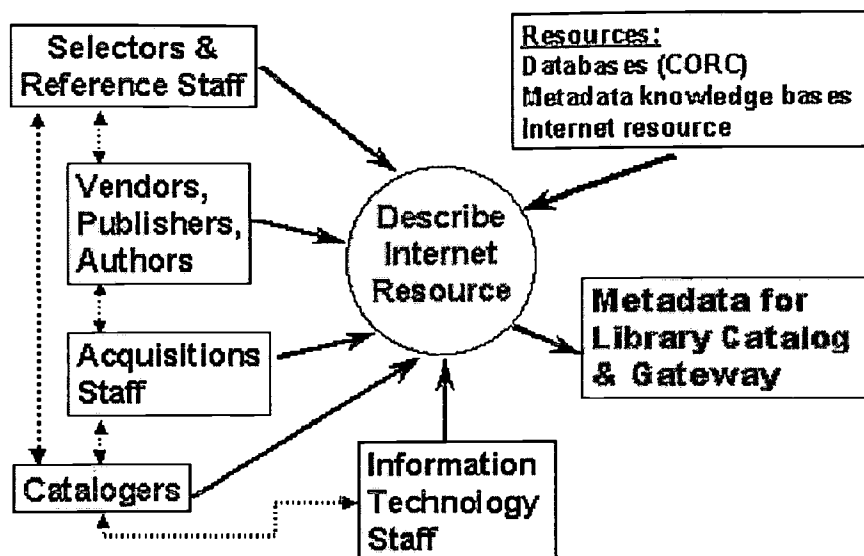 Selectors &
Reference Staff
Resources:
Databases (CORC)
Metadata knowledge bases
Internet resource
Vendors,
Publishers,
Authors
Describe
Internet
Resource
Metadata for
Library Catalog
& Gateway
Acquisitions
Staff
Catalogers
Information
Technology
Staff